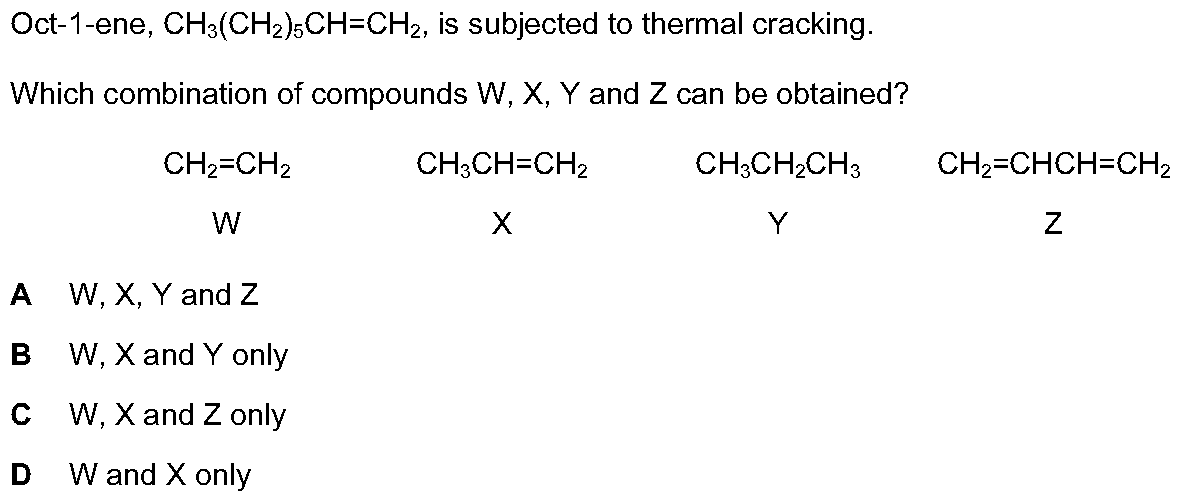 Oct-1-ene, CH₃(CH₂)₅CH=CH₂, is subjected to thermal cracking.
Which combination of compounds W, X, Y and Z can be obtained?
CH₂=CH₂ CH₃CH=CH₂ CH₃CH₂CH₃ CH₂=CHCH=CH₂
W X Y Z
A W, X, Y and Z
B W, X and Y only
C W, X and Z only
D W and X only